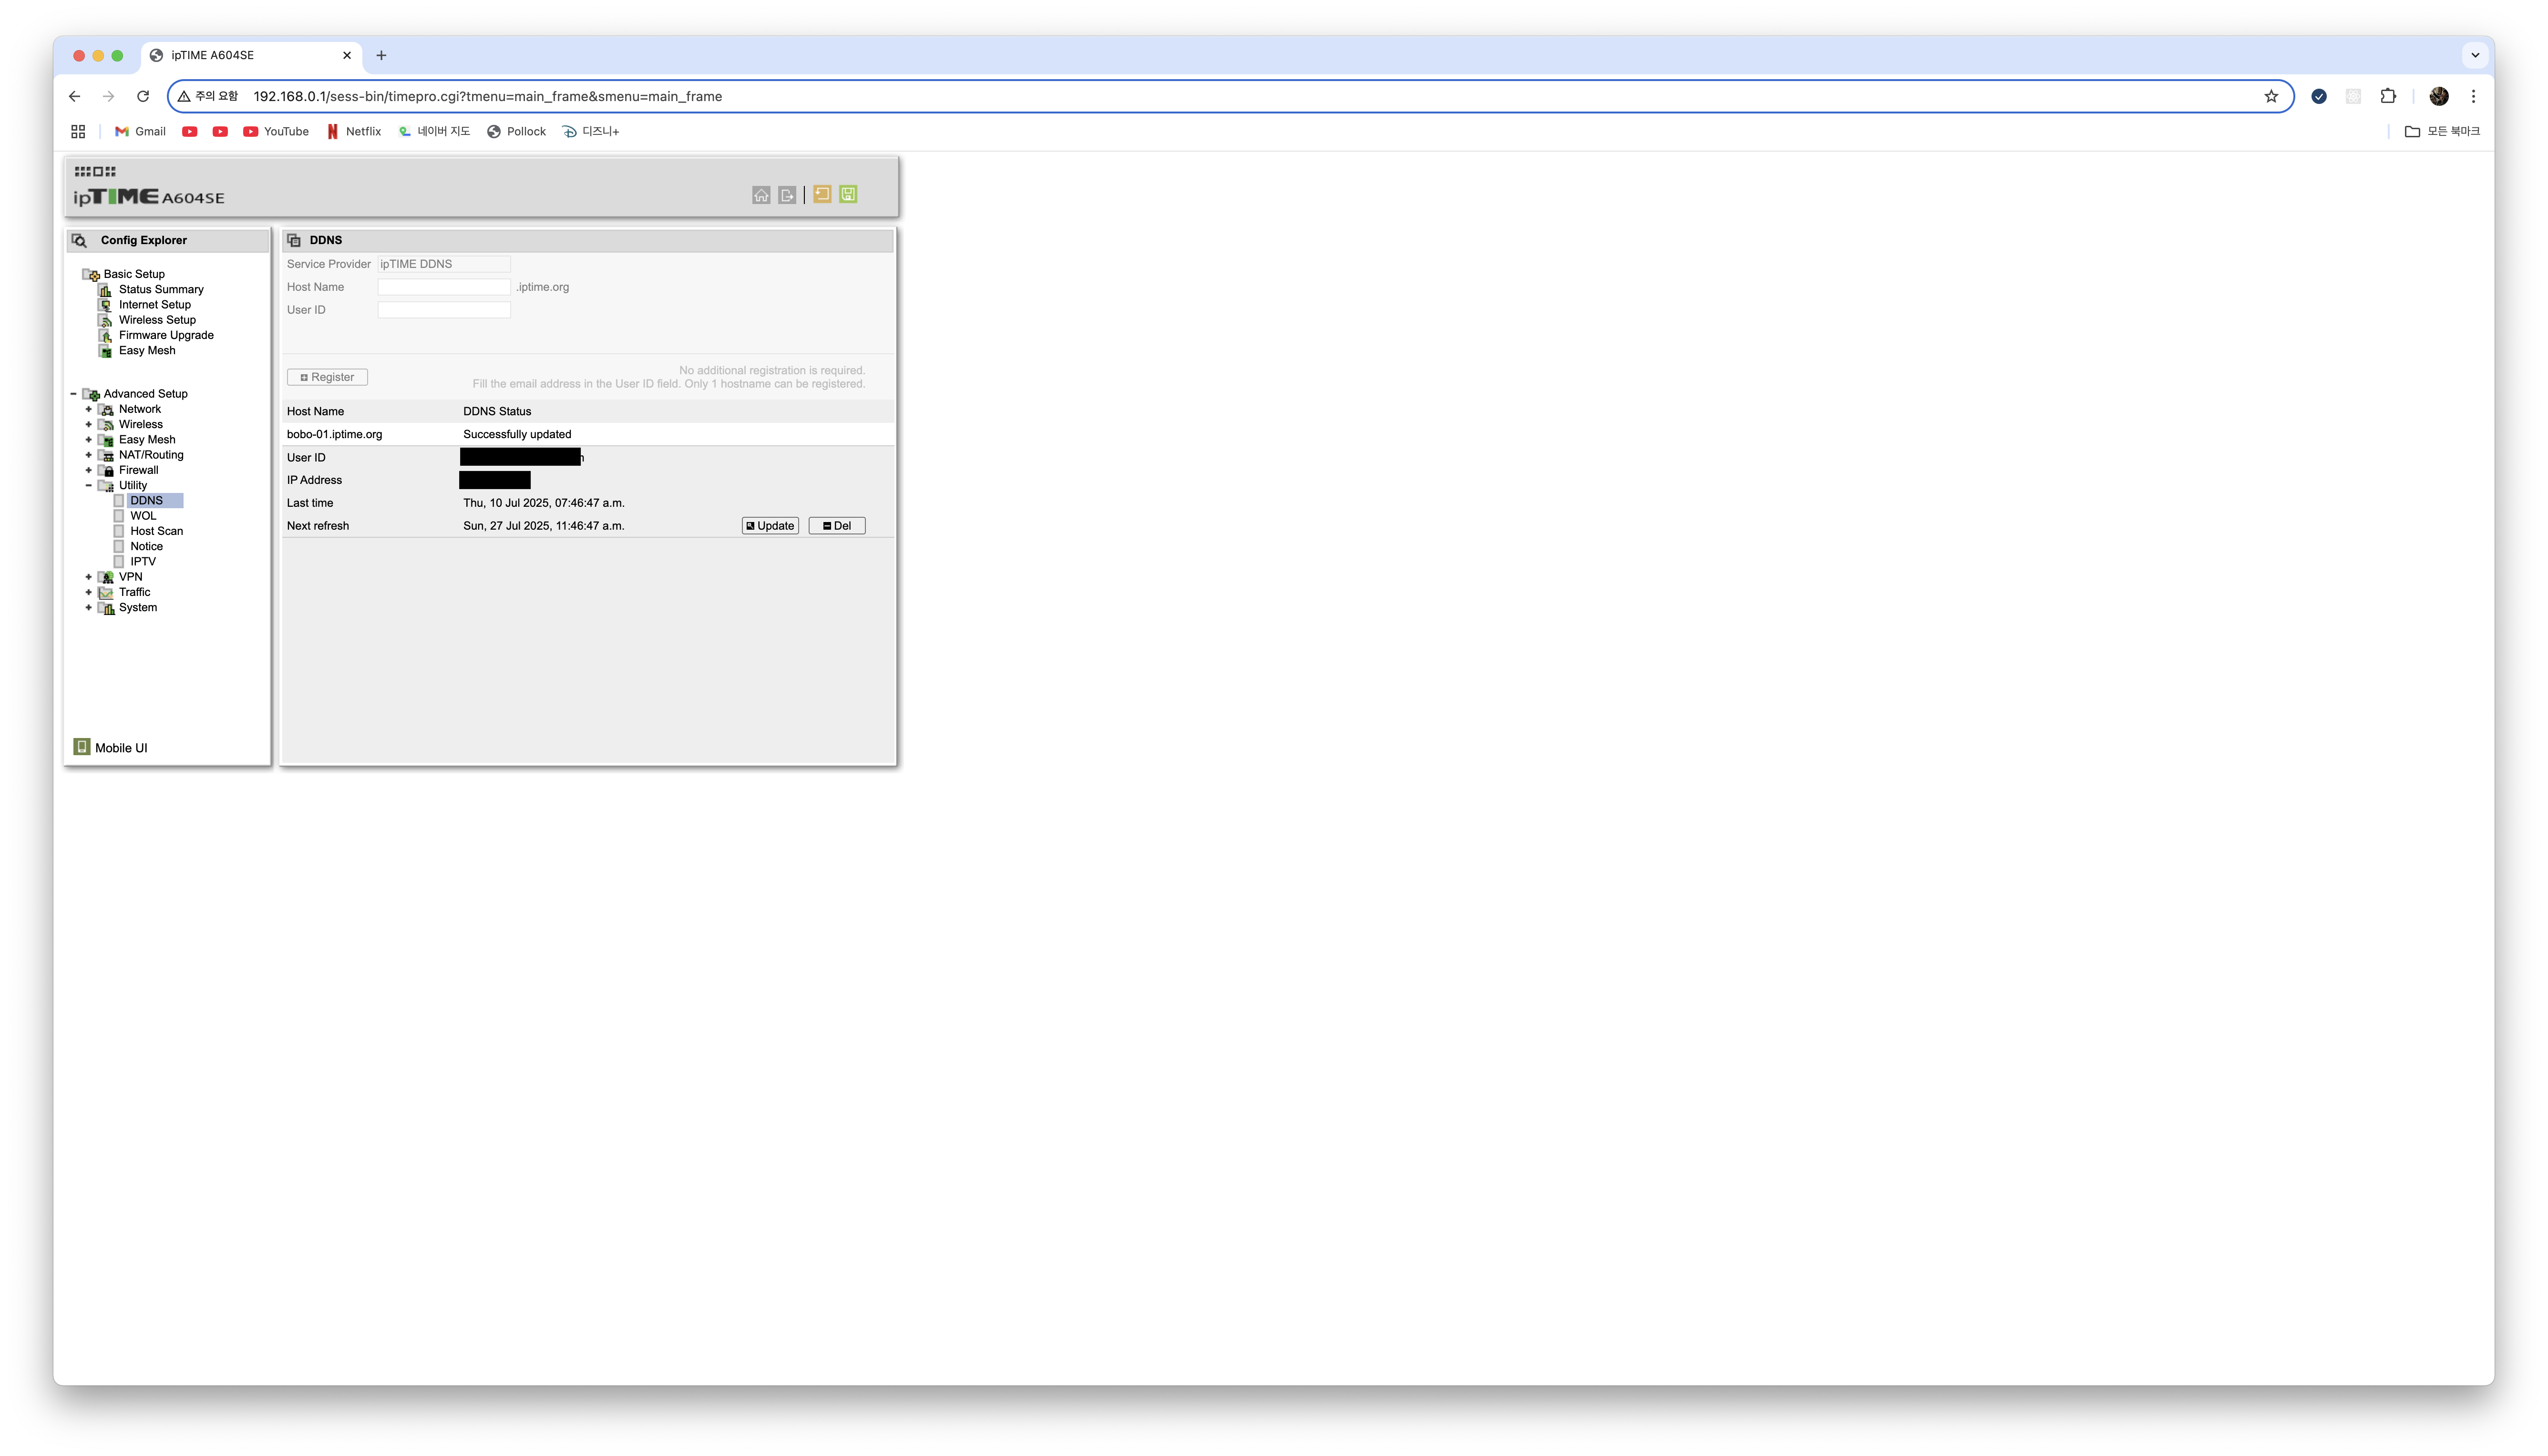 ipTIME A604SE
주의 요함 192.168.0.1/sess-bin/timepro.cgi?tmenu=main_frame&smenu=main_frame
Gmail YouTube Netflix 네이버 지도 Pollock 디즈니+ 모든 북마크
ipTIME A604SE
Config Explorer
Basic Setup
Status Summary
Internet Setup
Wireless Setup
Firmware Upgrade
Easy Mesh
Advanced Setup
Network
Wireless
Easy Mesh
NAT/Routing
Firewall
Utility
DDNS
WOL
Host Scan
Notice
IPTV
VPN
Traffic
System
Mobile UI
DDNS
Service Provider ipTIME DDNS
Host Name .iptime.org
User ID
Register
No additional registration is required.
Fill the email address in the User ID field. Only 1 hostname can be registered.
Host Name DDNS Status
bobo-01.iptime.org Successfully updated
User ID
IP Address
Last time Thu, 10 Jul 2025, 07:46:47 a.m.
Next refresh Sun, 27 Jul 2025, 11:46:47 a.m. Update Del